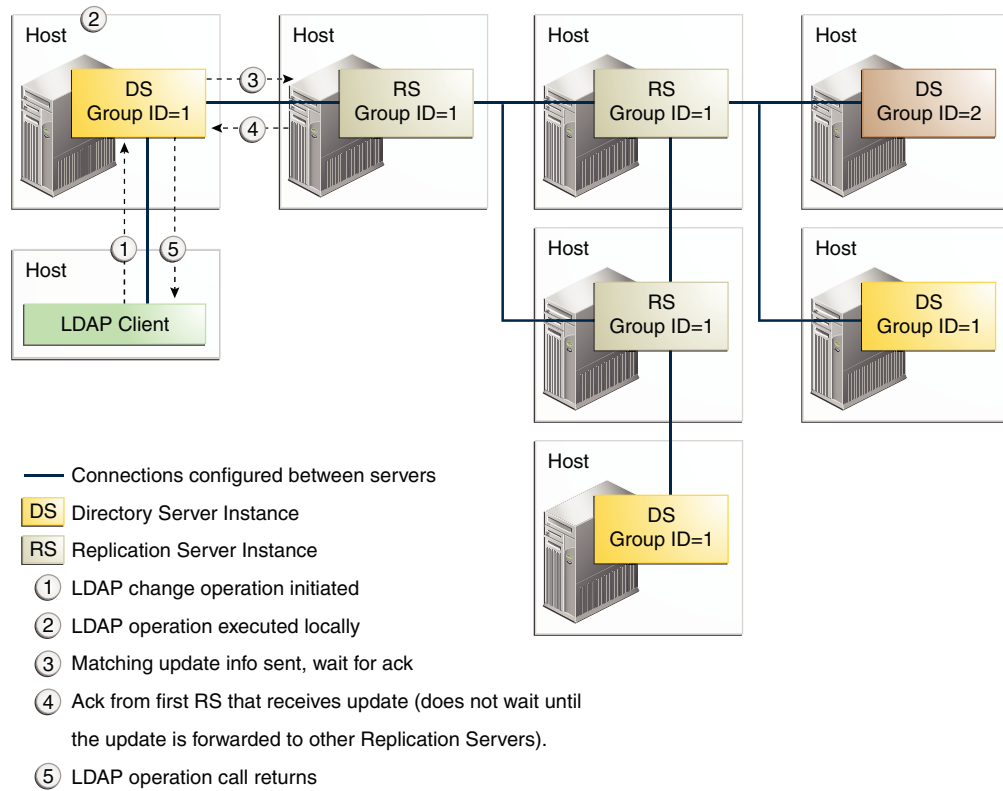 2
Host
DS
Group ID=1
3
4
Host
RS
Group ID=1
Host
RS
Group ID=1
Host
DS
Group ID=2
1
5
Host
LDAP Client
Host
RS
Group ID=1
Host
DS
Group ID=1
Host
DS
Group ID=1
Connections configured between servers
DS Directory Server Instance
RS Replication Server Instance
1 LDAP change operation initiated
2 LDAP operation executed locally
3 Matching update info sent, wait for ack
4 Ack from first RS that receives update (does not wait until
the update is forwarded to other Replication Servers).
5 LDAP operation call returns